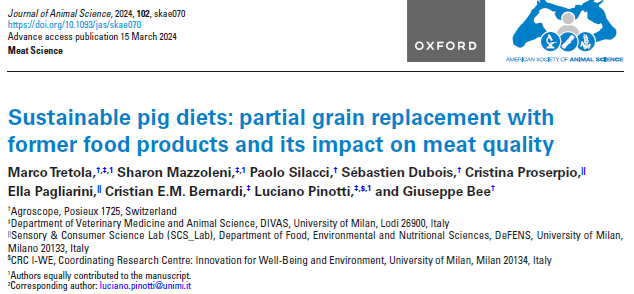 Journal of Animal Science, 2024, 102, skae070
https://doi.org/10.1093/jas/skae070
Advance access publication 15 March 2024
Meat Science
OXFORD
AMERICAN SOCIETY OF ANIMAL SCIENCE
Sustainable pig diets: partial grain replacement with
former food products and its impact on meat quality
Marco Tretola,†,‡,1 Sharon Mazzoleni,‡,1 Paolo Silacci,† Sébastien Dubois,† Cristina Proserpio,||
Ella Pagliarini,|| Cristian E.M. Bernardi,‡ Luciano Pinotti,‡,$,1 and Giuseppe Bee†
†Agroscope, Posieux 1725, Switzerland
‡Department of Veterinary Medicine and Animal Science, DIVAS, University of Milan, Lodi 26900, Italy
||Sensory & Consumer Science Lab (SCS_Lab), Department of Food, Environmental and Nutritional Sciences, DeFENS, University of Milan,
Milano 20133, Italy
$CRC I-WE, Coordinating Research Centre: Innovation for Well-Being and Environment, University of Milan, Milan 20134, Italy
1Authors equally contributed to the manuscript.
2Corresponding author: luciano.pinotti@unimi.it